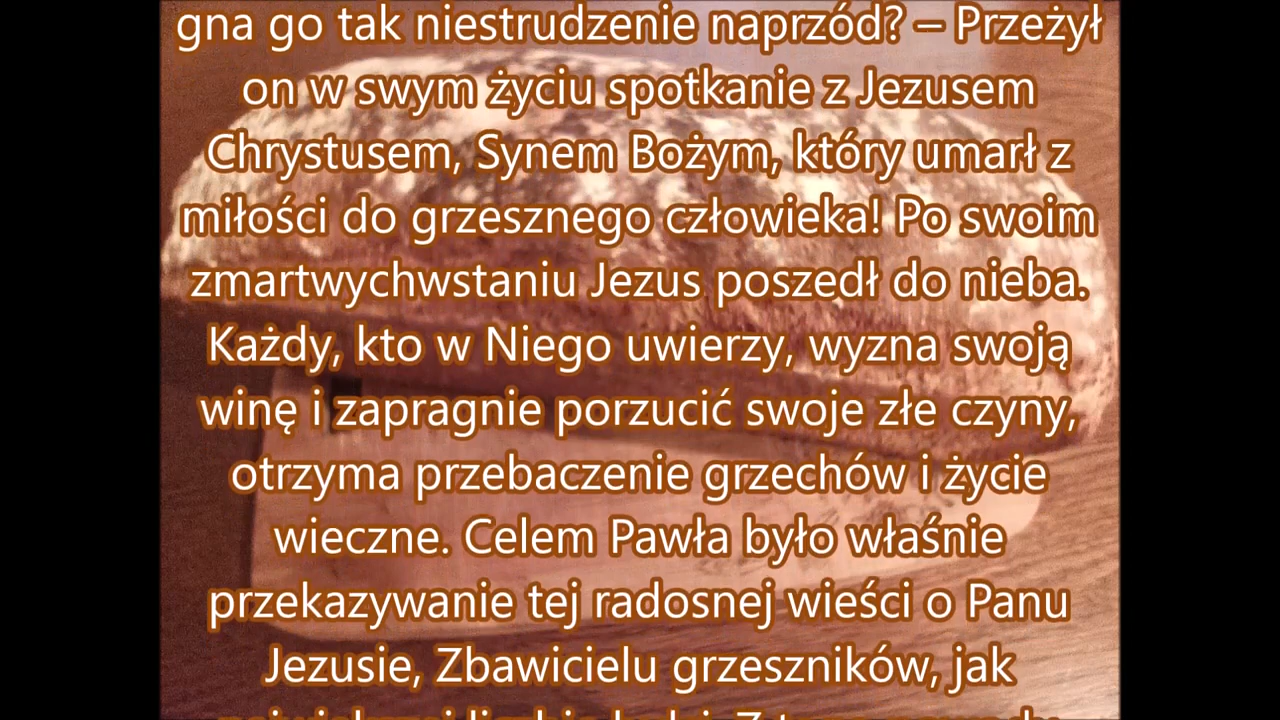 gna go tak niestrudzenie naprzód? – Przeżył
on w swym życiu spotkanie z Jezusem
Chrystusem, Synem Bożym, który umarł z
miłości do grzesznego człowieka! Po swoim
zmartwychwstaniu Jezus poszedł do nieba.
Każdy, kto w Niego uwierzy, wyzna swoją
winę i zapragnie porzucić swoje złe czyny,
otrzyma przebaczenie grzechów i życie
wieczne. Celem Pawła było właśnie
przekazywanie tej radosnej wieści o Panu
Jezusie, Zbawicielu grzeszników, jak